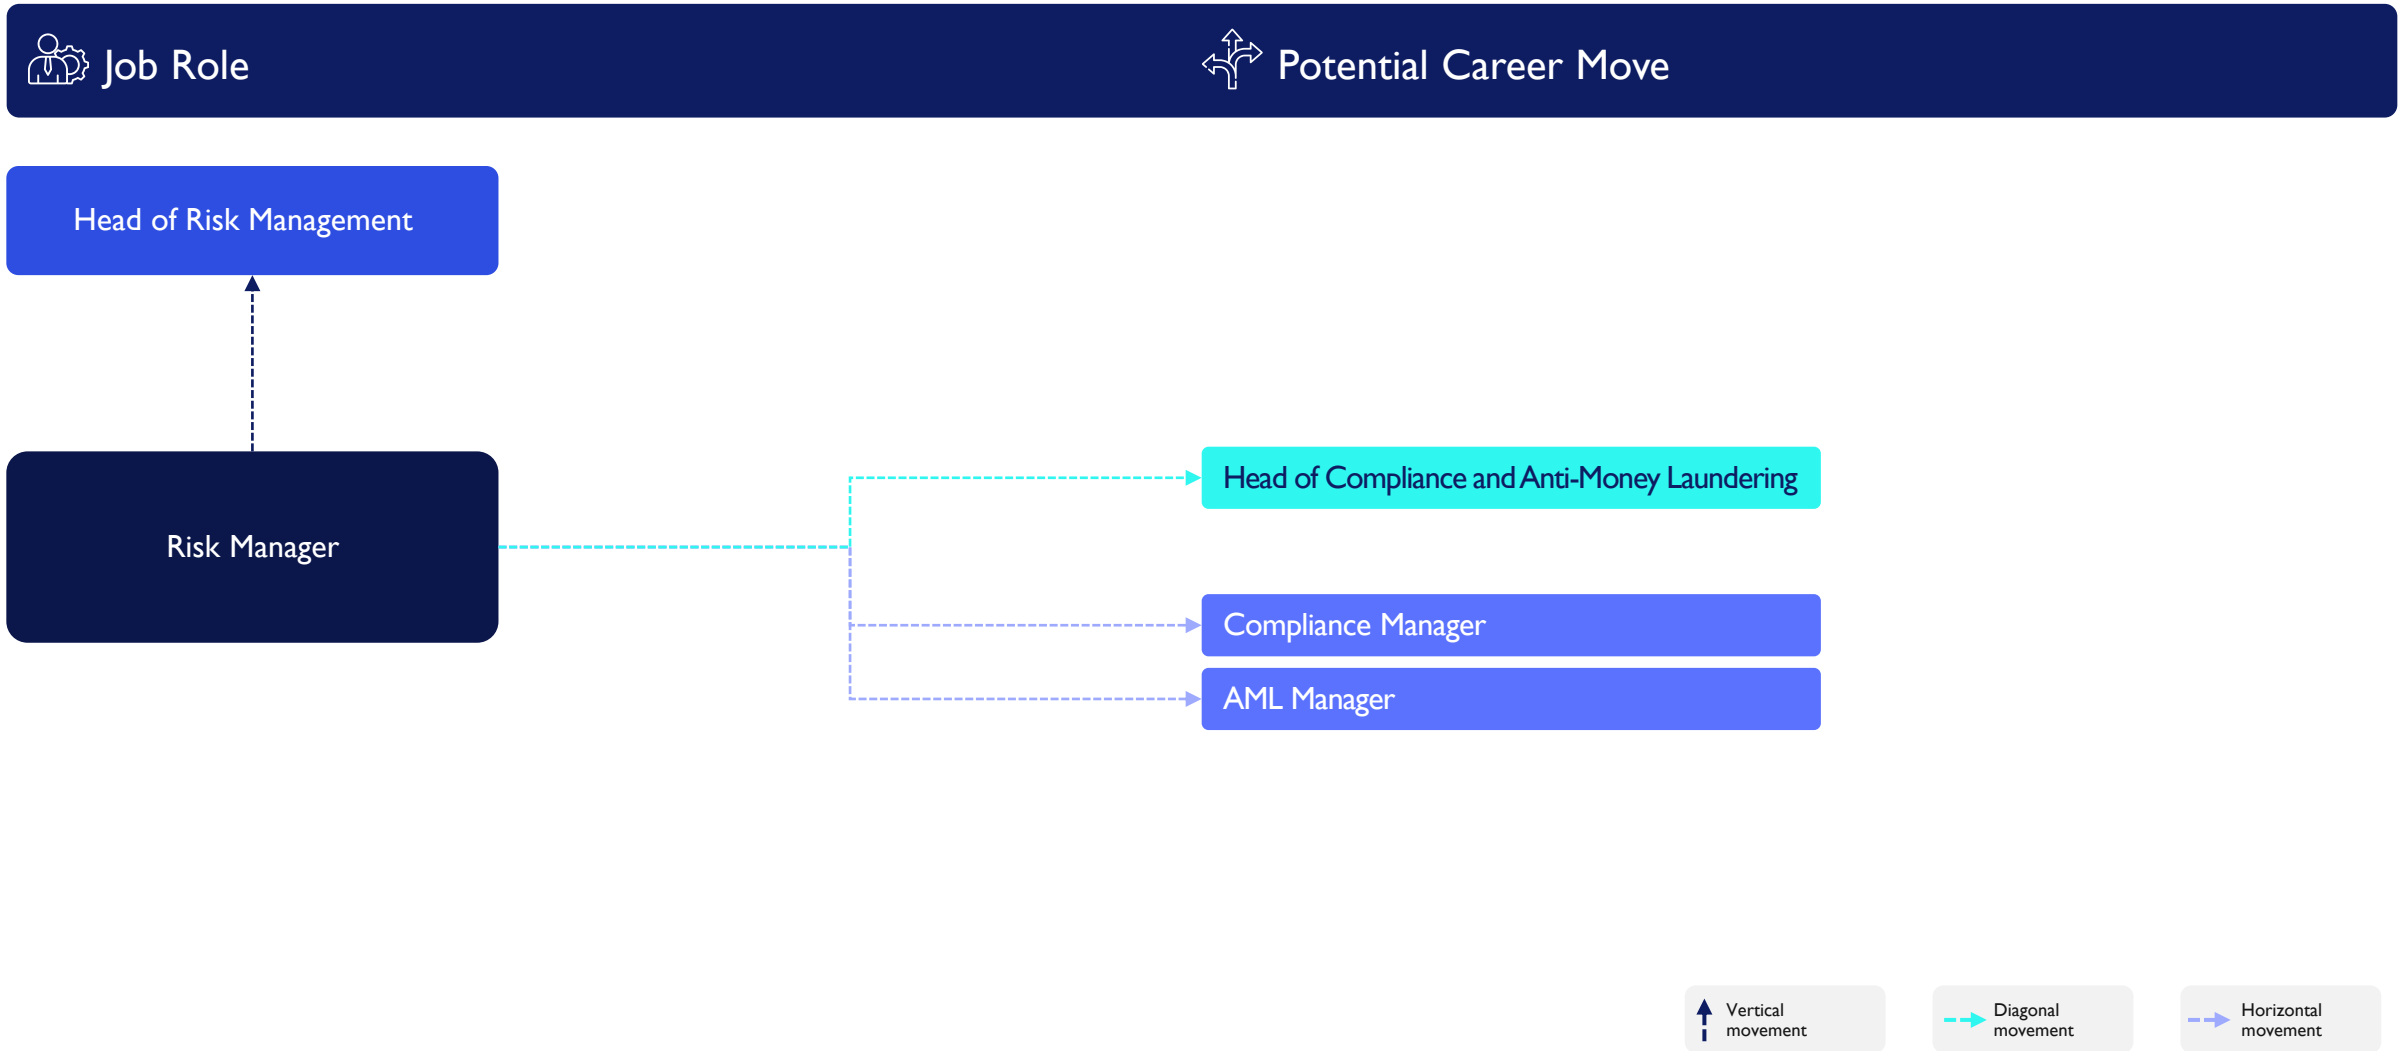 Job Role
Potential Career Move
Head of Risk Management
Head of Compliance and Anti-Money Laundering
Risk Manager
Compliance Manager
AML Manager
Vertical
movement
Diagonal
movement
Horizontal
movement